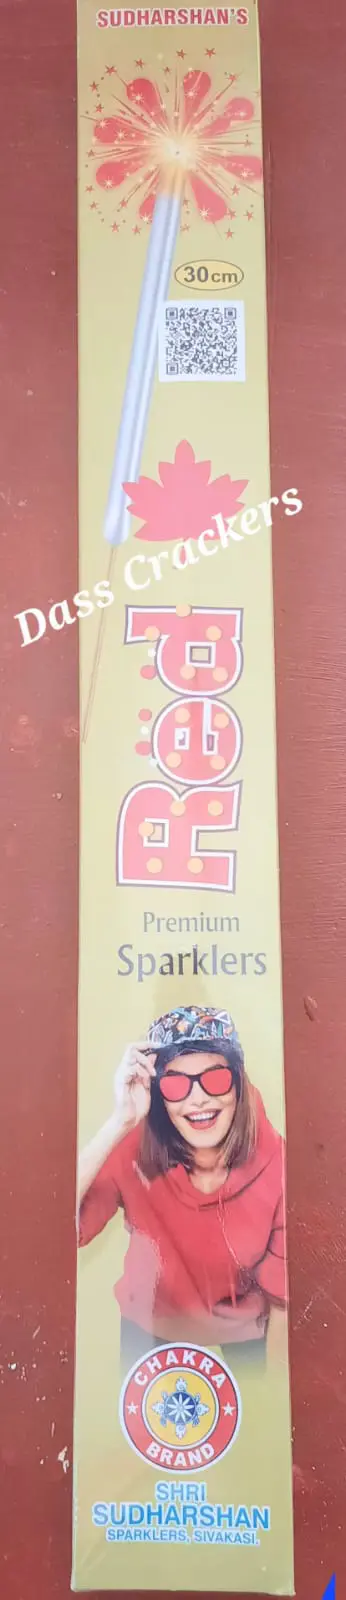 SUDHARSHAN'S
30cm
Dass Crackers
Red
Premium
Sparklers
CHAKRA
BRAND
SHRI
SUDHARSHAN
SPARKLERS, SIVAKASI.